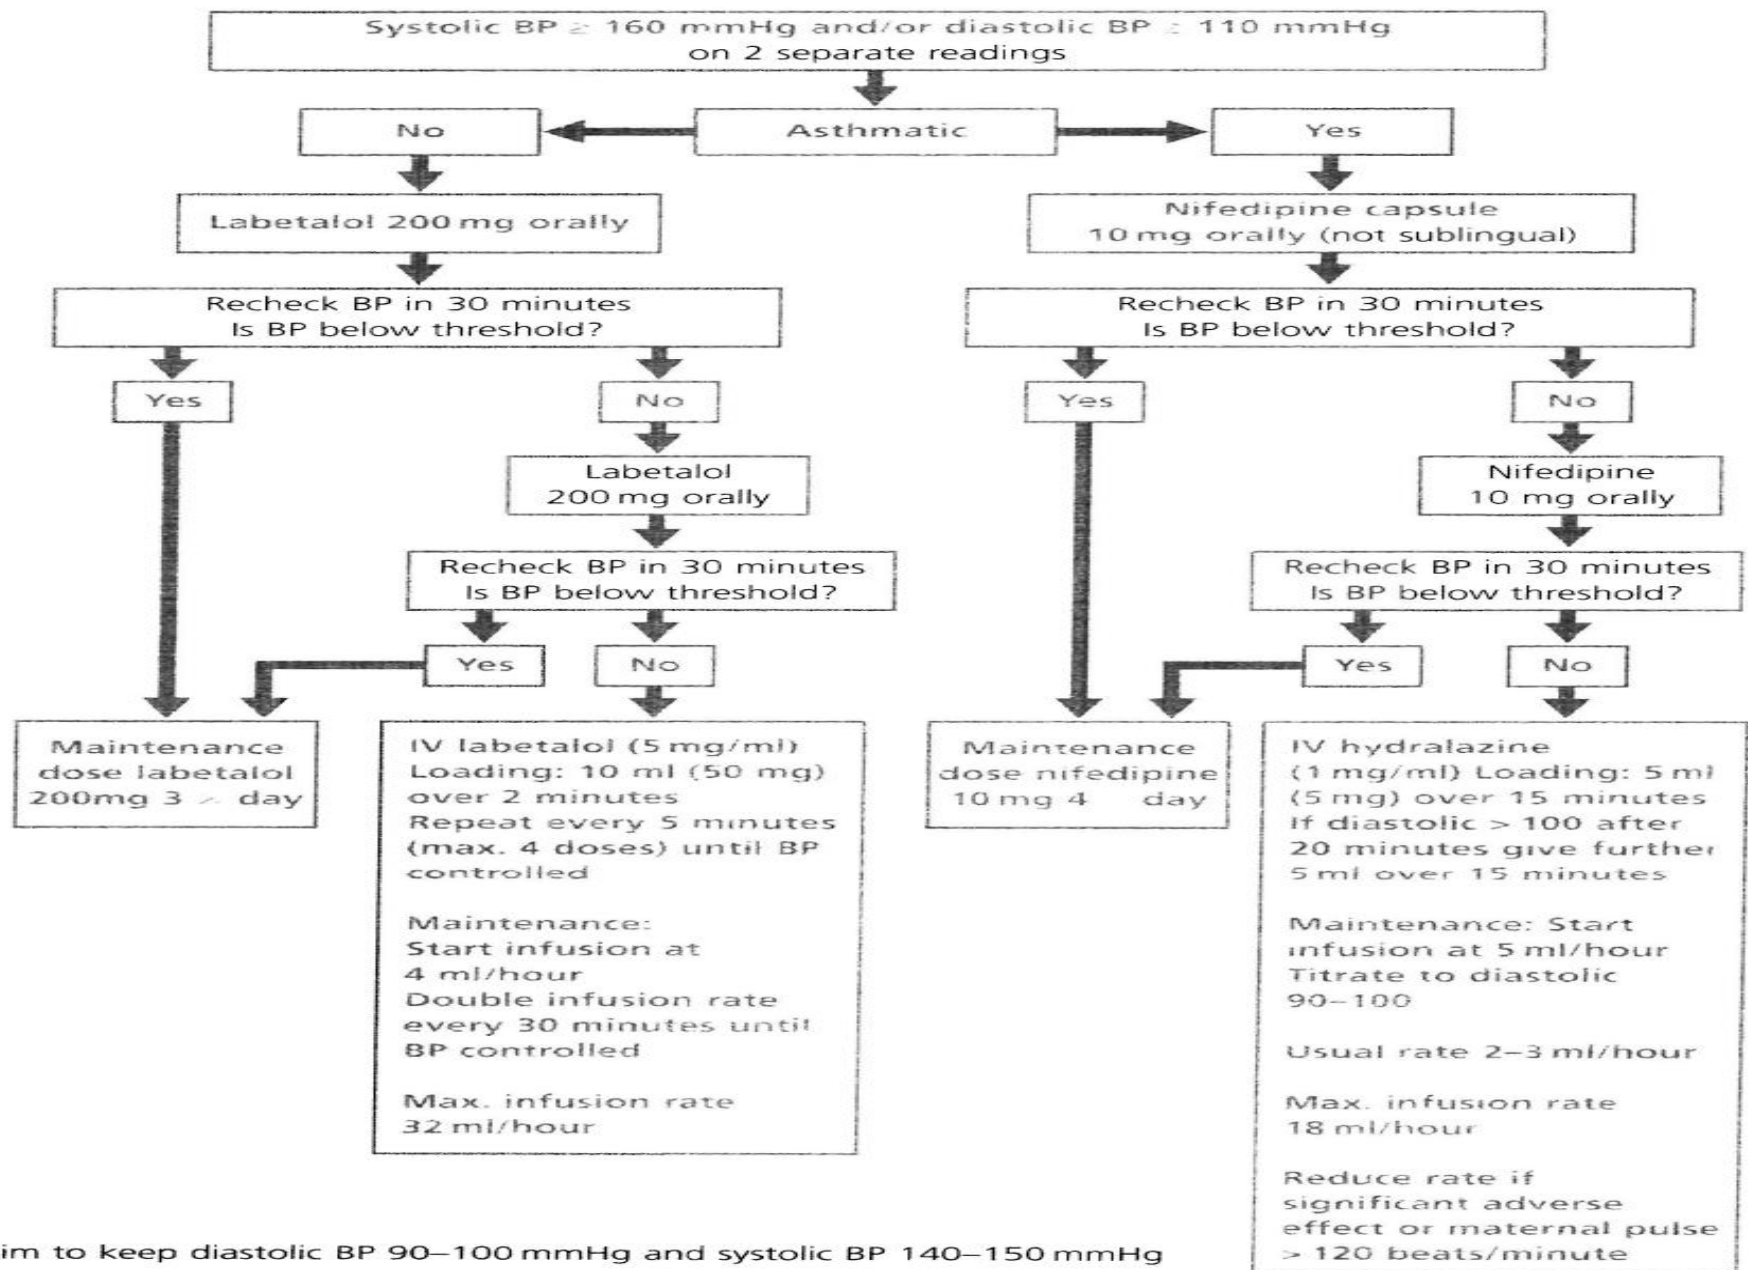 Systolic BP ≥ 160 mmHg and/or diastolic BP ≥ 110 mmHg
on 2 separate readings
No
Asthmatic
Yes
Labetalol 200 mg orally
Nifedipine capsule
10 mg orally (not sublingual)
Recheck BP in 30 minutes
Is BP below threshold?
Recheck BP in 30 minutes
Is BP below threshold?
Yes
No
Yes
No
Labetalol
200 mg orally
Nifedipine
10 mg orally
Recheck BP in 30 minutes
Is BP below threshold?
Recheck BP in 30 minutes
Is BP below threshold?
Yes
No
Yes
No
Maintenance
dose labetalol
200mg 3 × day
IV labetalol (5 mg/ml)
Loading: 10 ml (50 mg)
over 2 minutes
Repeat every 5 minutes
(max. 4 doses) until BP
controlled
Maintenance:
Start infusion at
4 ml/hour
Double infusion rate
every 30 minutes until
BP controlled
Max. infusion rate
32 ml/hour
Maintenance
dose nifedipine
10 mg 4 day
IV hydralazine
(1 mg/ml) Loading: 5 ml
(5 mg) over 15 minutes
If diastolic > 100 after
20 minutes give further
5 ml over 15 minutes
Maintenance: Start
infusion at 5 ml/hour
Titrate to diastolic
90–100
Usual rate 2–3 ml/hour
Max. infusion rate
18 ml/hour
Reduce rate if
significant adverse
effect or maternal pulse
> 120 beats/minute
im to keep diastolic BP 90–100 mmHg and systolic BP 140–150 mmHg